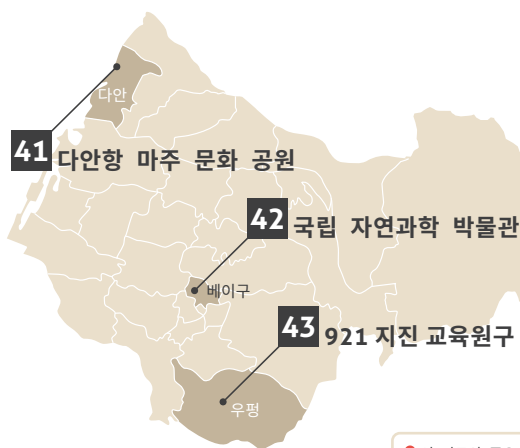 다안
41 다안항 마주 문화 공원
42 국립 자연과학 박물관
베이구
43 921 지진 교육원구
우펑